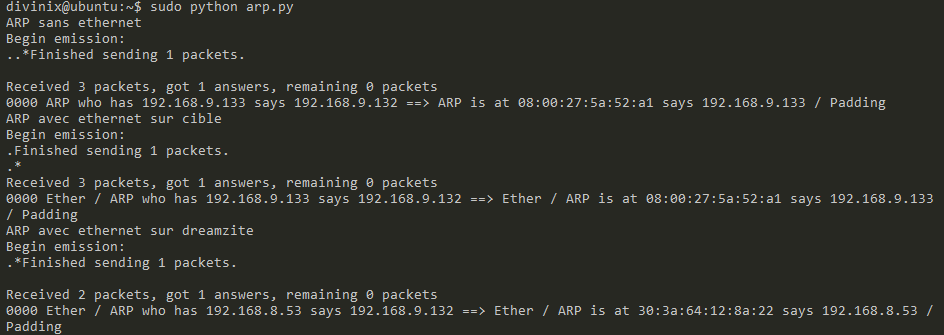 divinix@ubuntu:~$ sudo python arp.py
ARP sans ethernet
Begin emission:
..*Finished sending 1 packets.
Received 3 packets, got 1 answers, remaining 0 packets
0000 ARP who has 192.168.9.133 says 192.168.9.132 ==> ARP is at 08:00:27:5a:52:a1 says 192.168.9.133 / Padding
ARP avec ethernet sur cible
Begin emission:
.Finished sending 1 packets.
.*
Received 3 packets, got 1 answers, remaining 0 packets
0000 Ether / ARP who has 192.168.9.133 says 192.168.9.132 ==> Ether / ARP is at 08:00:27:5a:52:a1 says 192.168.9.133
/ Padding
ARP avec ethernet sur dreamzite
Begin emission:
.*Finished sending 1 packets.
Received 2 packets, got 1 answers, remaining 0 packets
0000 Ether / ARP who has 192.168.8.53 says 192.168.9.132 ==> Ether / ARP is at 30:3a:64:12:8a:22 says 192.168.8.53 /
Padding